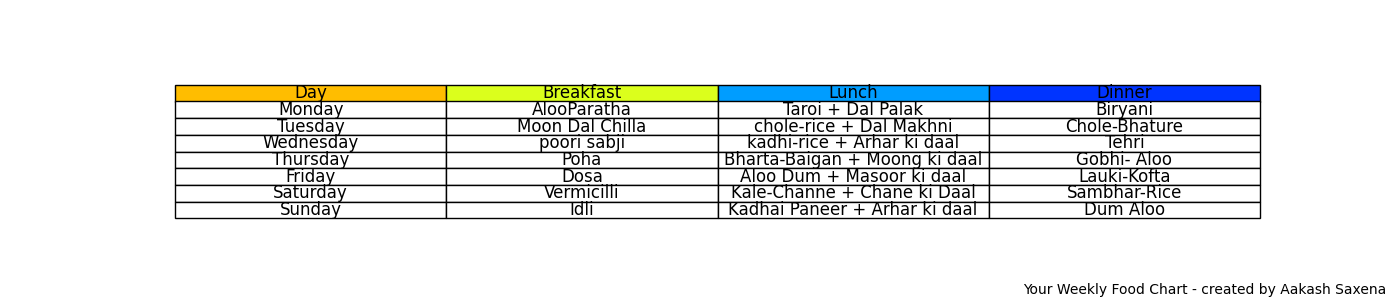 Day Breakfast Lunch Dinner
Monday AlooParatha Taroi + Dal Palak Biryani
Tuesday Moon Dal Chilla chole-rice + Dal Makhni Chole-Bhature
Wednesday poori sabji kadhi-rice + Arhar ki daal Tehri
Thursday Poha Bharta-Baigan + Moong ki daal Gobhi- Aloo
Friday Dosa Aloo Dum + Masoor ki daal Lauki-Kofta
Saturday Vermicilli Kale-Channe + Chane ki Daal Sambhar-Rice
Sunday Idli Kadhai Paneer + Arhar ki daal Dum Aloo
Your Weekly Food Chart - created by Aakash Saxena